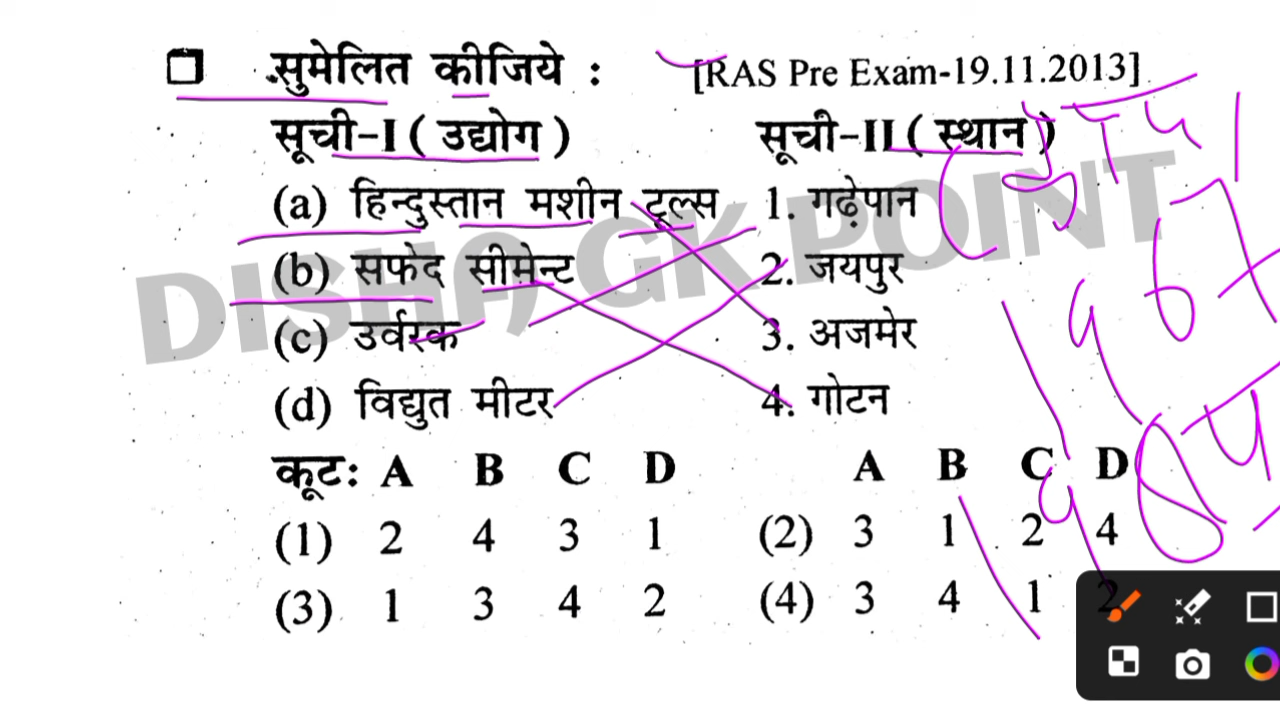 सुमेलित कीजिये : [RAS Pre Exam-19.11.2013]
सूची-I ( उद्योग ) सूची-II ( स्थान )
(a) हिन्दुस्तान मशीन टूल्स 1. गढ़ेपान
(b) सफेद सीमेन्ट 2. जयपुर
(c) उर्वरक 3. अजमेर
(d) विद्युत मीटर 4. गोटन
कूटः A B C D A B C D
(1) 2 4 3 1 (2) 3 1 2 4
(3) 1 3 4 2 (4) 3 4 1 2
DISHA GK POINT
1967
198